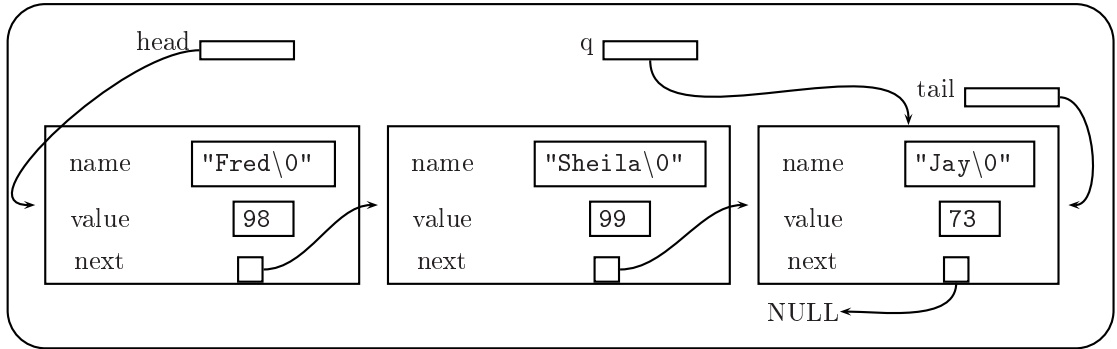 head q
tail
name "Fred\0" name "Sheila\0" name "Jay\0"
value 98 value 99 value 73
next next next
NULL